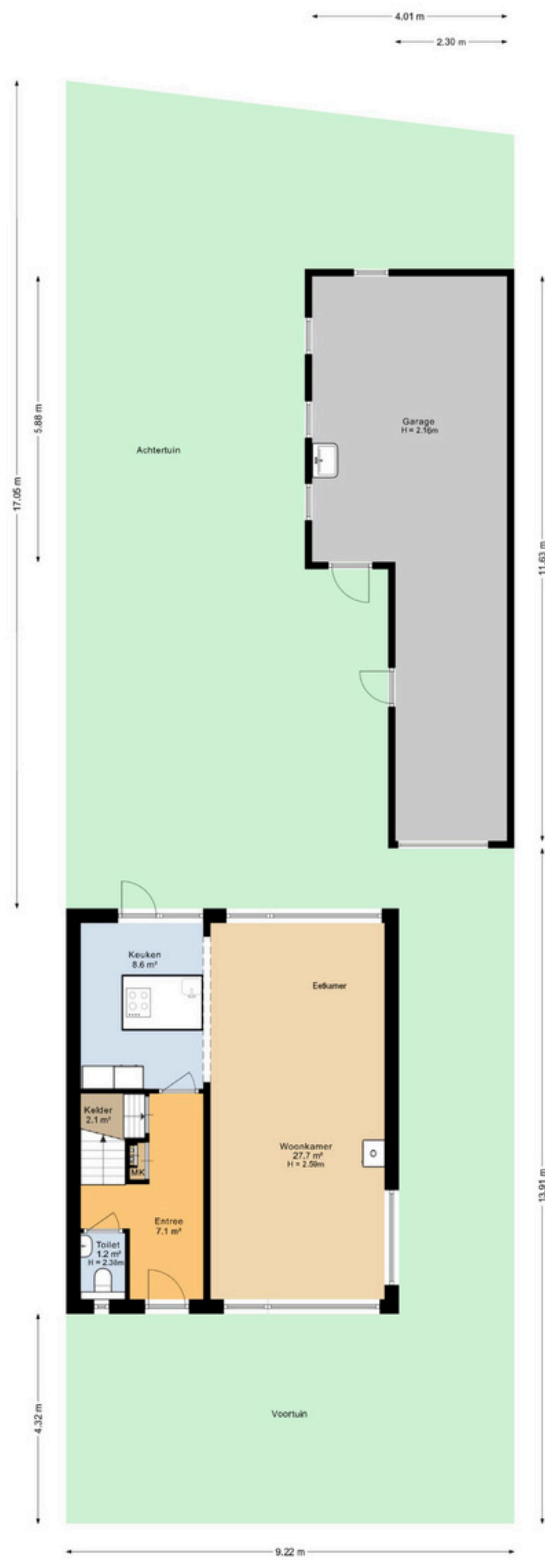 4.01 m
2.30 m
17.05 m
5.88 m
11.63 m
Garage
H = 2.16m
Achtertuin
Keuken
8.6 m²
Eetkamer
Kelder
2.1 m²
MK
Woonkamer
27.7 m²
H = 2.59m
13.91 m
Entree
7.1 m²
Toilet
1.2 m²
H = 2.38m
4.32 m
Voortuin
9.22 m